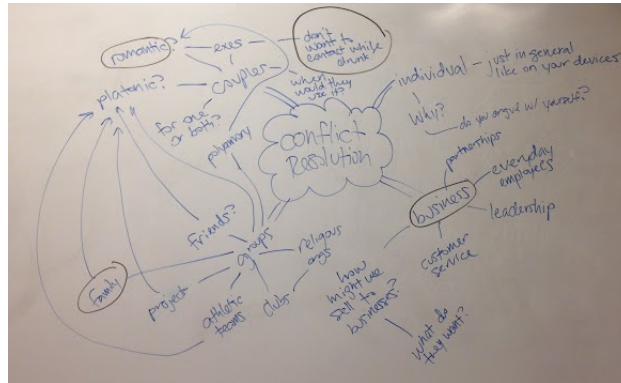 romantic?
exes
don't
want to
contact while
drunk
platonic?
couples
when
would they
use it?
for one
or both?
polyamory
individual
just in general
like on your devices
Why?
do you argue w/ yourself?
Conflict
Resolution
partnerships
everyday
employees
business
leadership
customer
service
friends?
groups
religious
orgs
family
project
athletic
teams
clubs
how
might we
sell to
businesses?
what do
they want?